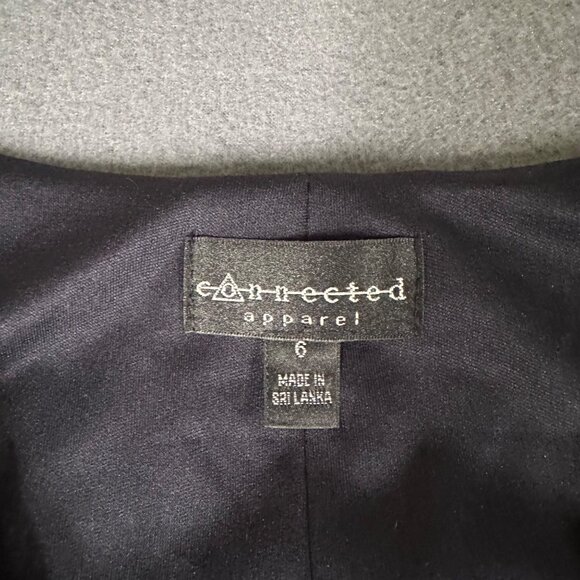 connected
apparel
6
MADE IN
SRI LANKA